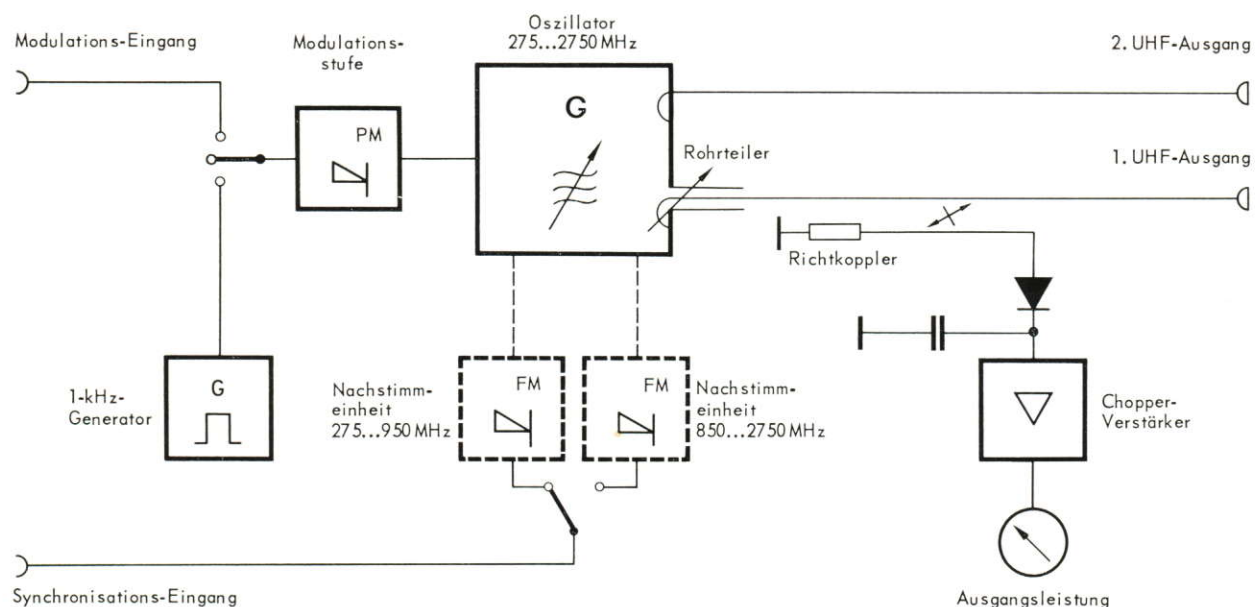 Oszillator
275...2750 MHz
Modulations-Eingang
Modulations-
stufe
2. UHF-Ausgang
G
PM
Rohrteiler
1. UHF-Ausgang
Richtkoppler
1-kHz-
Generator
G
Nachstimm-
einheit
275...950 MHz
FM
FM
Nachstimm-
einheit
850...2750 MHz
Chopper-
Verstärker
Synchronisations-Eingang
Ausgangsleistung